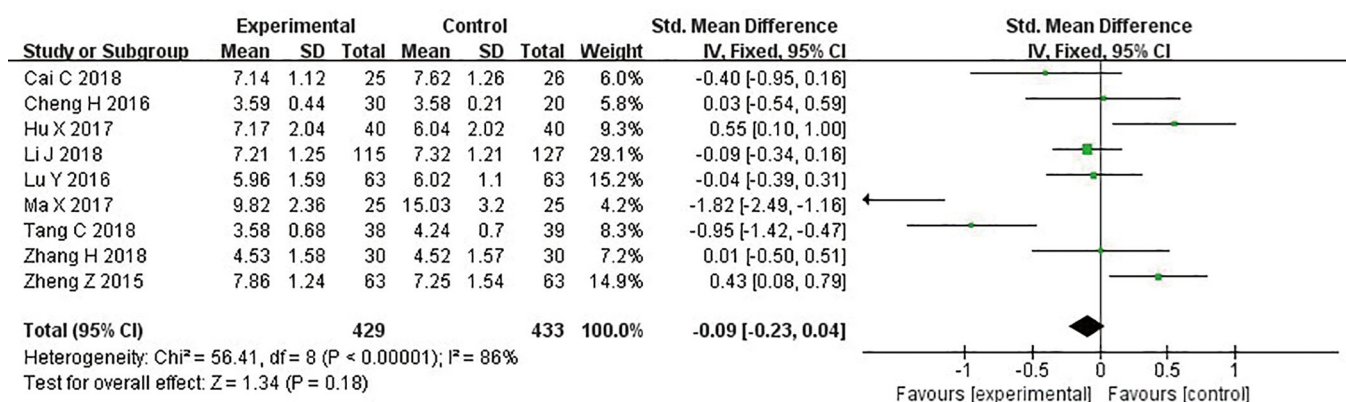 Experimental Control Std. Mean Difference Std. Mean Difference
Study or Subgroup Mean SD Total Mean SD Total Weight IV, Fixed, 95% CI IV, Fixed, 95% CI
Cai C 2018 7.14 1.12 25 7.62 1.26 26 6.0% -0.40 [-0.95, 0.16]
Cheng H 2016 3.59 0.44 30 3.58 0.21 20 5.8% 0.03 [-0.54, 0.59]
Hu X 2017 7.17 2.04 40 6.04 2.02 40 9.3% 0.55 [0.10, 1.00]
Li J 2018 7.21 1.25 115 7.32 1.21 127 29.1% -0.09 [-0.34, 0.16]
Lu Y 2016 5.96 1.59 63 6.02 1.1 63 15.2% -0.04 [-0.39, 0.31]
Ma X 2017 9.82 2.36 25 15.03 3.2 25 4.2% -1.82 [-2.49, -1.16]
Tang C 2018 3.58 0.68 38 4.24 0.7 39 8.3% -0.95 [-1.42, -0.47]
Zhang H 2018 4.53 1.58 30 4.52 1.57 30 7.2% 0.01 [-0.50, 0.51]
Zheng Z 2015 7.86 1.24 63 7.25 1.54 63 14.9% 0.43 [0.08, 0.79]
Total (95% CI) 429 433 100.0% -0.09 [-0.23, 0.04]
Heterogeneity: Chi² = 56.41, df = 8 (P < 0.00001); I² = 86%
Test for overall effect: Z = 1.34 (P = 0.18)
-1 -0.5 0 0.5 1
Favours [experimental] Favours [control]